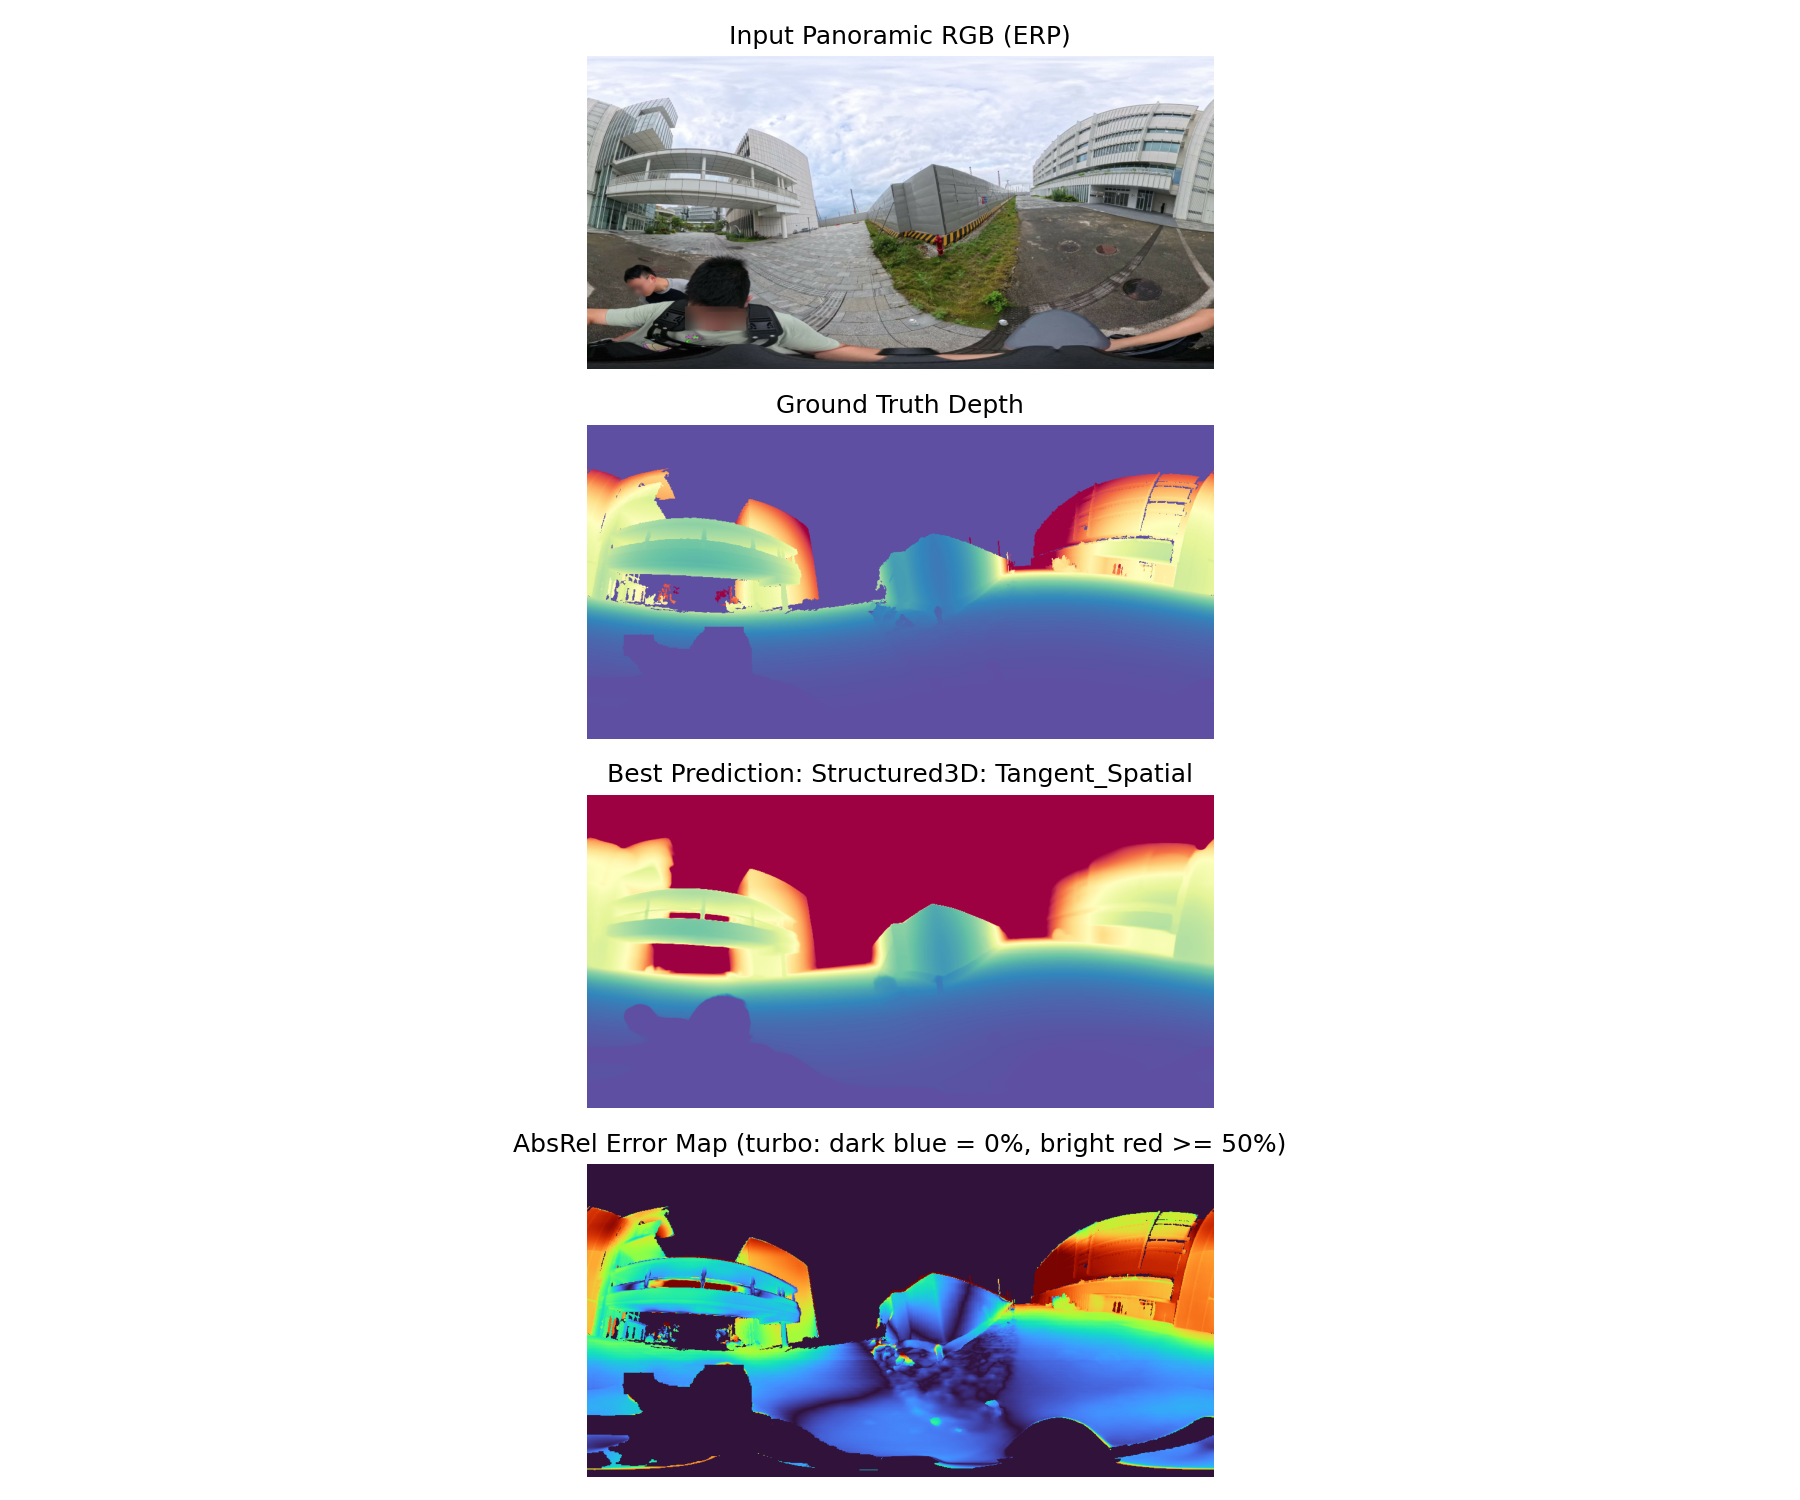 Input Panoramic RGB (ERP)
Ground Truth Depth
Best Prediction: Structured3D: Tangent_Spatial
AbsRel Error Map (turbo: dark blue = 0%, bright red >= 50%)